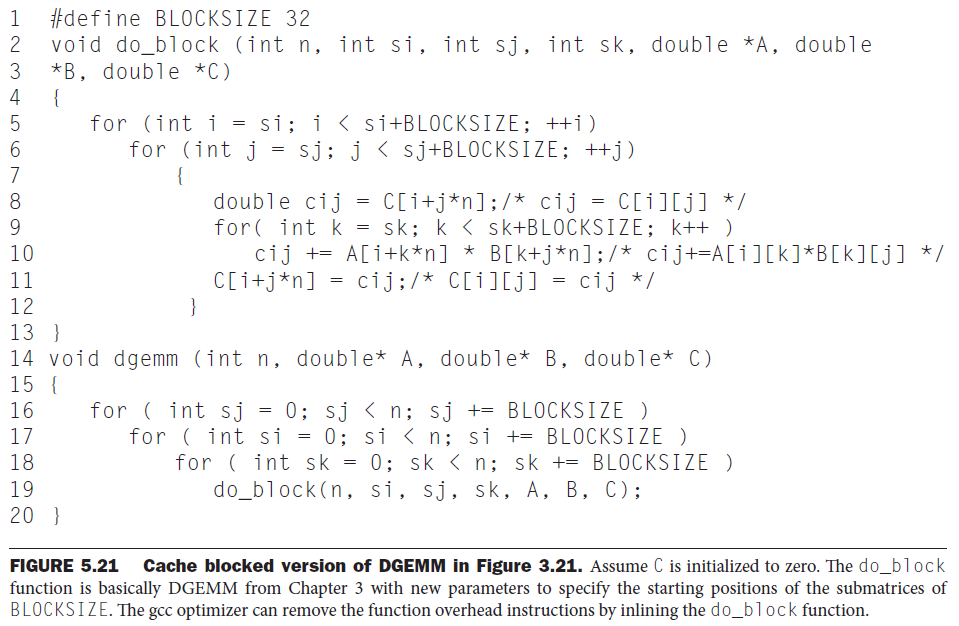 1 #define BLOCKSIZE 32
2 void do_block (int n, int si, int sj, int sk, double *A, double
3 *B, double *C)
4 {
5 for (int i = si; i < si+BLOCKSIZE; ++i)
6 for (int j = sj; j < sj+BLOCKSIZE; ++j)
7 {
8 double cij = C[i+j*n];/* cij = C[i][j] */
9 for( int k = sk; k < sk+BLOCKSIZE; k++ )
10 cij += A[i+k*n] * B[k+j*n];/* cij+=A[i][k]*B[k][j] */
11 C[i+j*n] = cij;/* C[i][j] = cij */
12 }
13 }
14 void dgemm (int n, double* A, double* B, double* C)
15 {
16 for ( int sj = 0; sj < n; sj += BLOCKSIZE )
17 for ( int si = 0; si < n; si += BLOCKSIZE )
18 for ( int sk = 0; sk < n; sk += BLOCKSIZE )
19 do_block(n, si, sj, sk, A, B, C);
20 }
FIGURE 5.21 Cache blocked version of DGEMM in Figure 3.21. Assume C is initialized to zero. The do_block
function is basically DGEMM from Chapter 3 with new parameters to specify the starting positions of the submatrices of
BLOCKSIZE. The gcc optimizer can remove the function overhead instructions by inlining the do_block function.